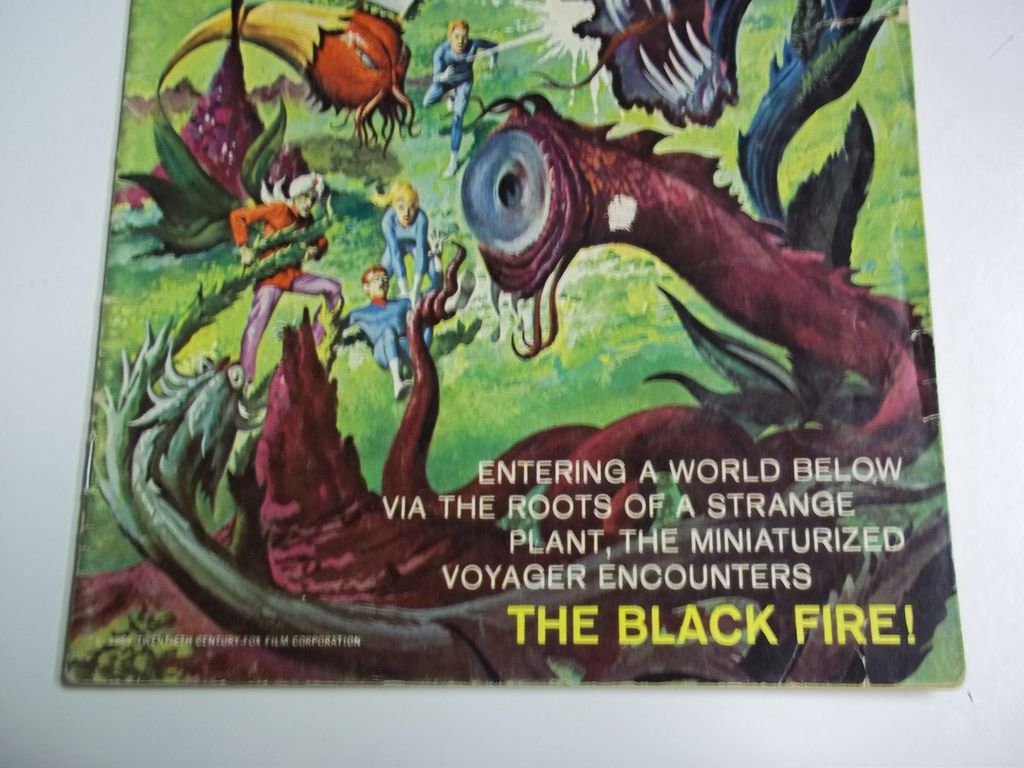 ENTERING A WORLD BELOW
VIA THE ROOTS OF A STRANGE
PLANT, THE MINIATURIZED
VOYAGER ENCOUNTERS
THE BLACK FIRE!
TWENTIETH CENTURY-FOX FILM CORPORATION